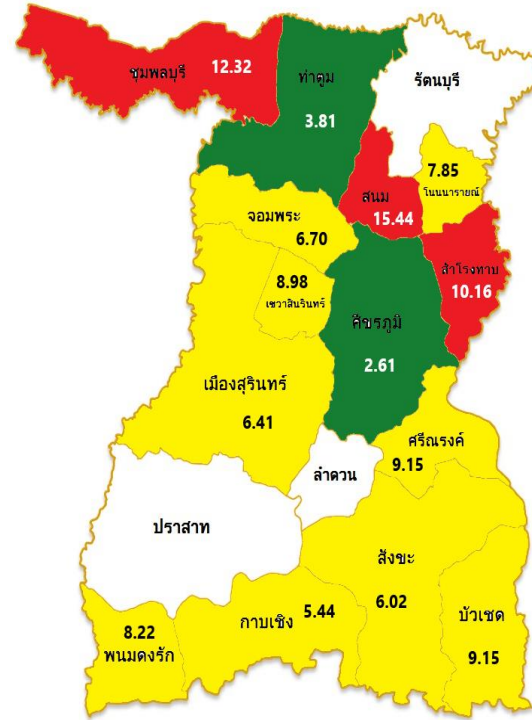 ชุมพลบุรี 12.32
ท่าตูม
3.81
รัตนบุรี
7.85
โนนนารายณ์
สนม
15.44
จอมพระ
6.70
สำโรงทาบ
10.16
8.98
เขวาสินรินทร์
ศีขรภูมิ
2.61
เมืองสุรินทร์
6.41
ศรีณรงค์
9.15
ลำดวน
ปราสาท
สังขะ
6.02
กาบเชิง 5.44
บัวเชด
9.15
8.22
พนมดงรัก